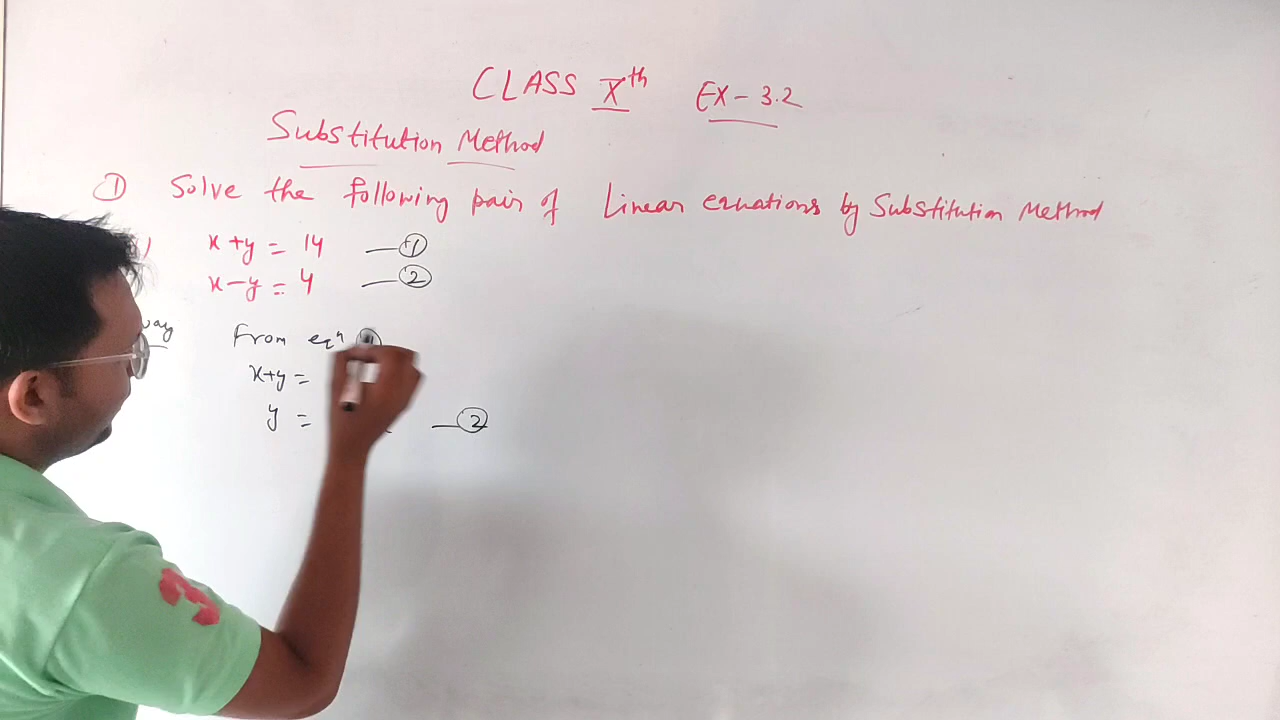 CLASS Xth EX-3.2
Substitution Method
① Solve the following pair of Linear equations by Substitution Method
x+y = 14 —①
x-y = 4 —②
From eqn
x+y =
y = —②